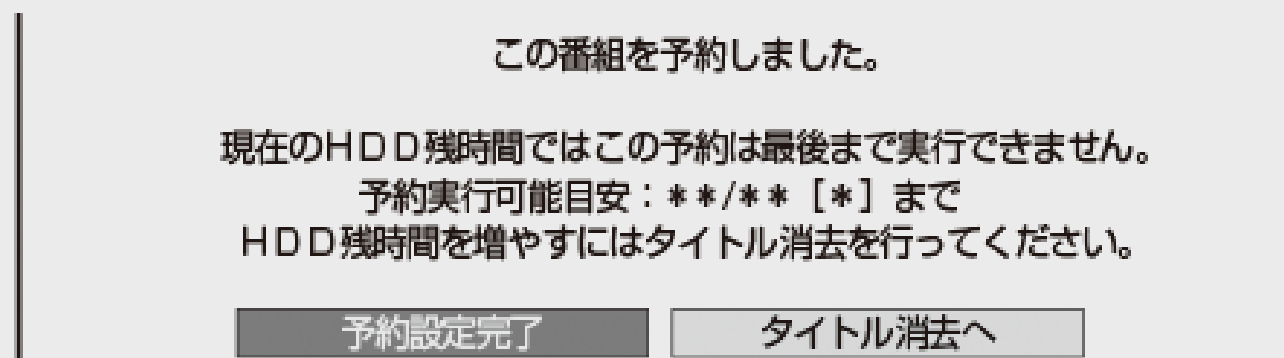 この番組を予約しました。
現在のHDD残時間ではこの予約は最後まで実行できません。
予約実行可能目安：＊＊/＊＊［＊］まで
HDD残時間を増やすにはタイトル消去を行ってください。
予約設定完了
タイトル消去へ